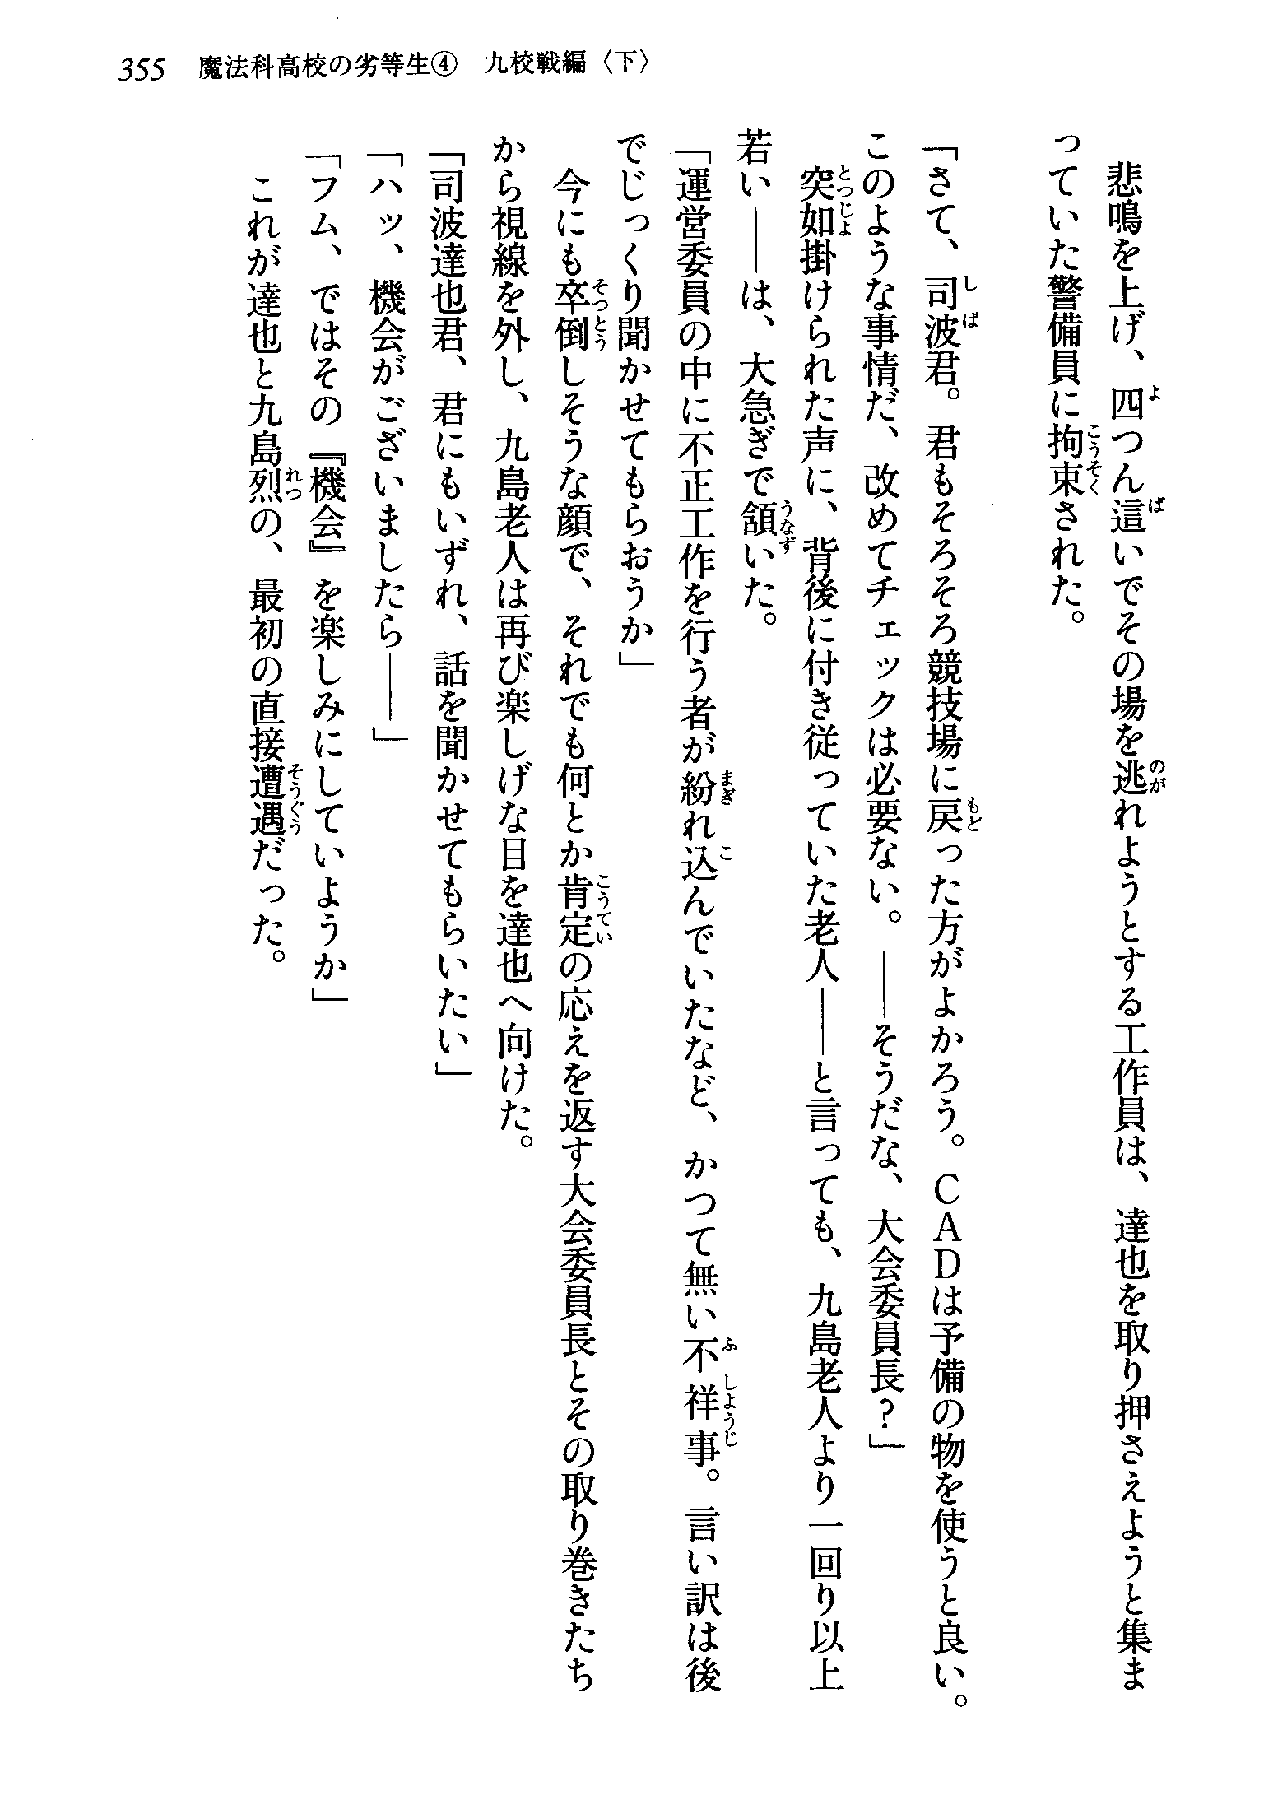 355 魔法科高校の劣等生④ 九校戦編〈下〉
悲鳴を上げ、四つん這いでその場を逃れようとする工作員は、達也を取り押さえようと集ま
っていた警備員に拘束された。
「さて、司波君。君もそろそろ競技場に戻った方がよかろう。CADは予備の物を使うと良い。
このような事情だ、改めてチェックは必要ない。――そうだな、大会委員長?」
突如掛けられた声に、背後に付き従っていた老人――と言っても、九島老人より一回り以上
若い――は、大急ぎで頷いた。
「運営委員の中に不正工作を行う者が紛れ込んでいたなど、かつて無い不祥事。言い訳は後
でじっくり聞かせてもらおうか」
今にも卒倒しそうな顔で、それでも何とか肯定の応えを返す大会委員長とその取り巻きたち
から視線を外し、九島老人は再び楽しげな目を達也へ向けた。
「司波達也君、君にもいずれ、話を聞かせてもらいたい」
「ハッ、機会がございましたら――」
「フム、ではその『機会』を楽しみにしていようか」
これが達也と九島烈の、最初の直接遭遇だった。